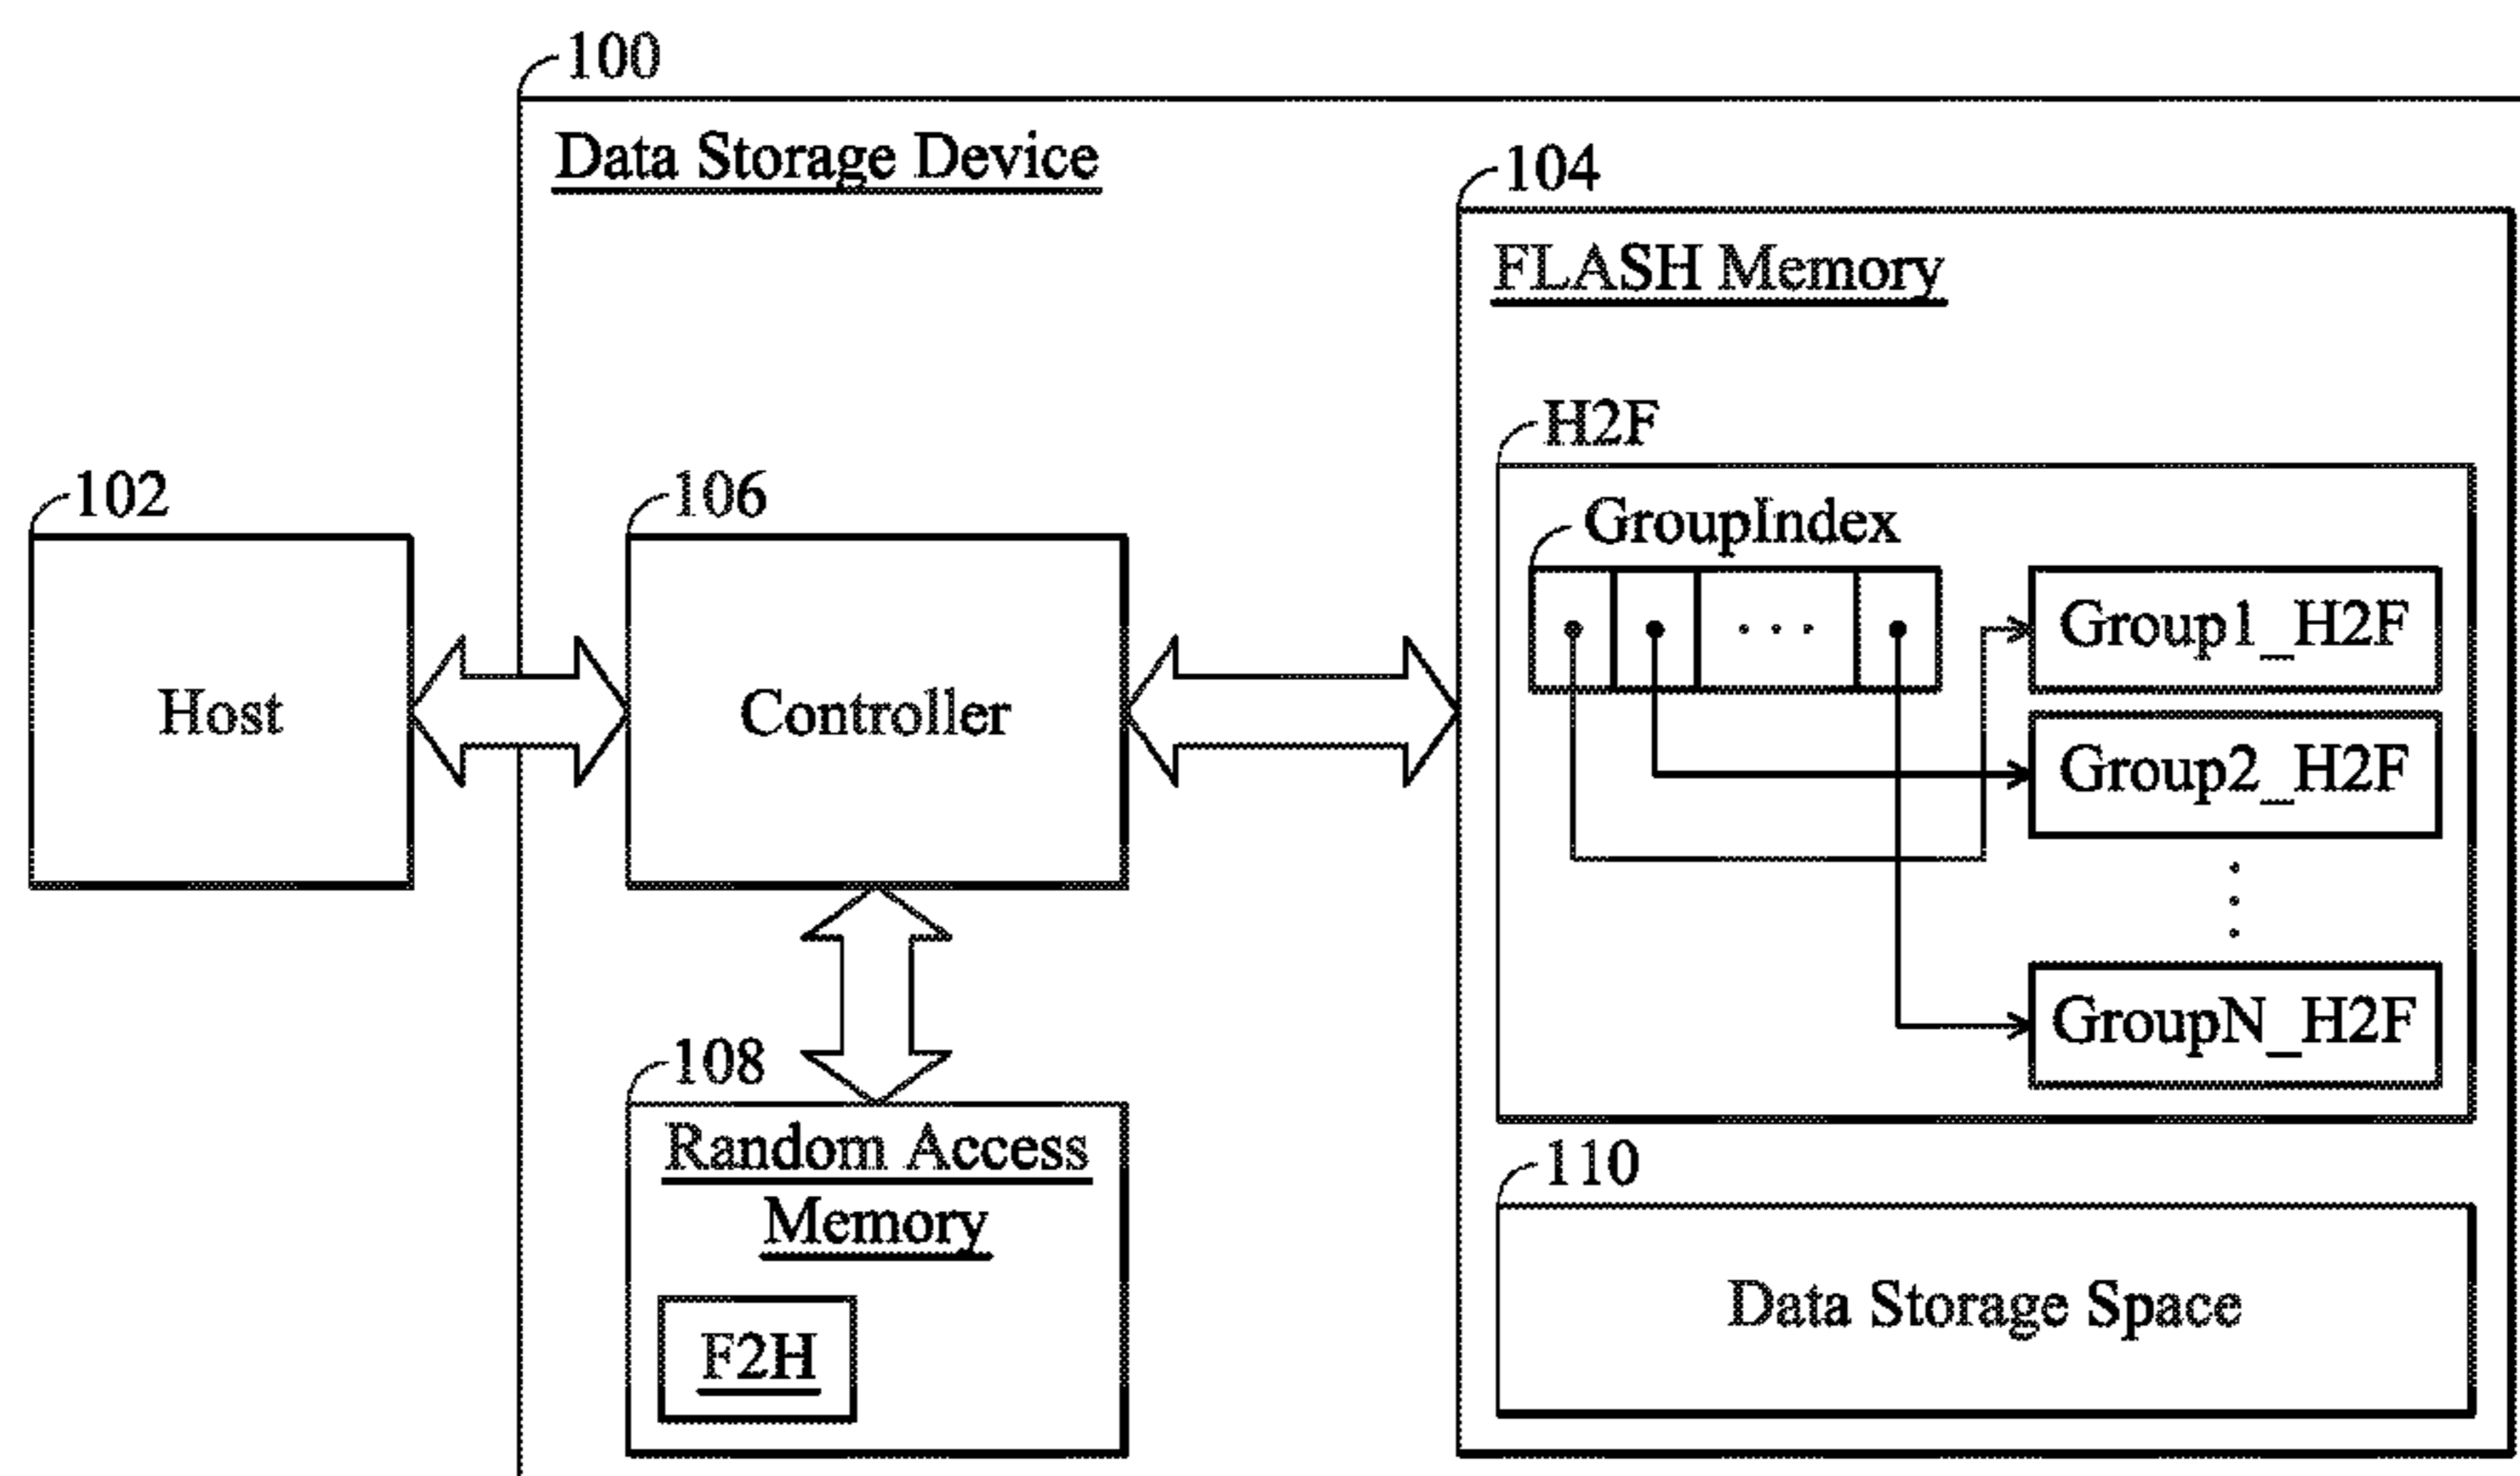 100
Data Storage Device
104
FLASH Memory
H2F
GroupIndex
Group1_H2F
Group2_H2F
GroupN_H2F
102
Host
106
Controller
108
Random Access
Memory
F2H
110
Data Storage Space